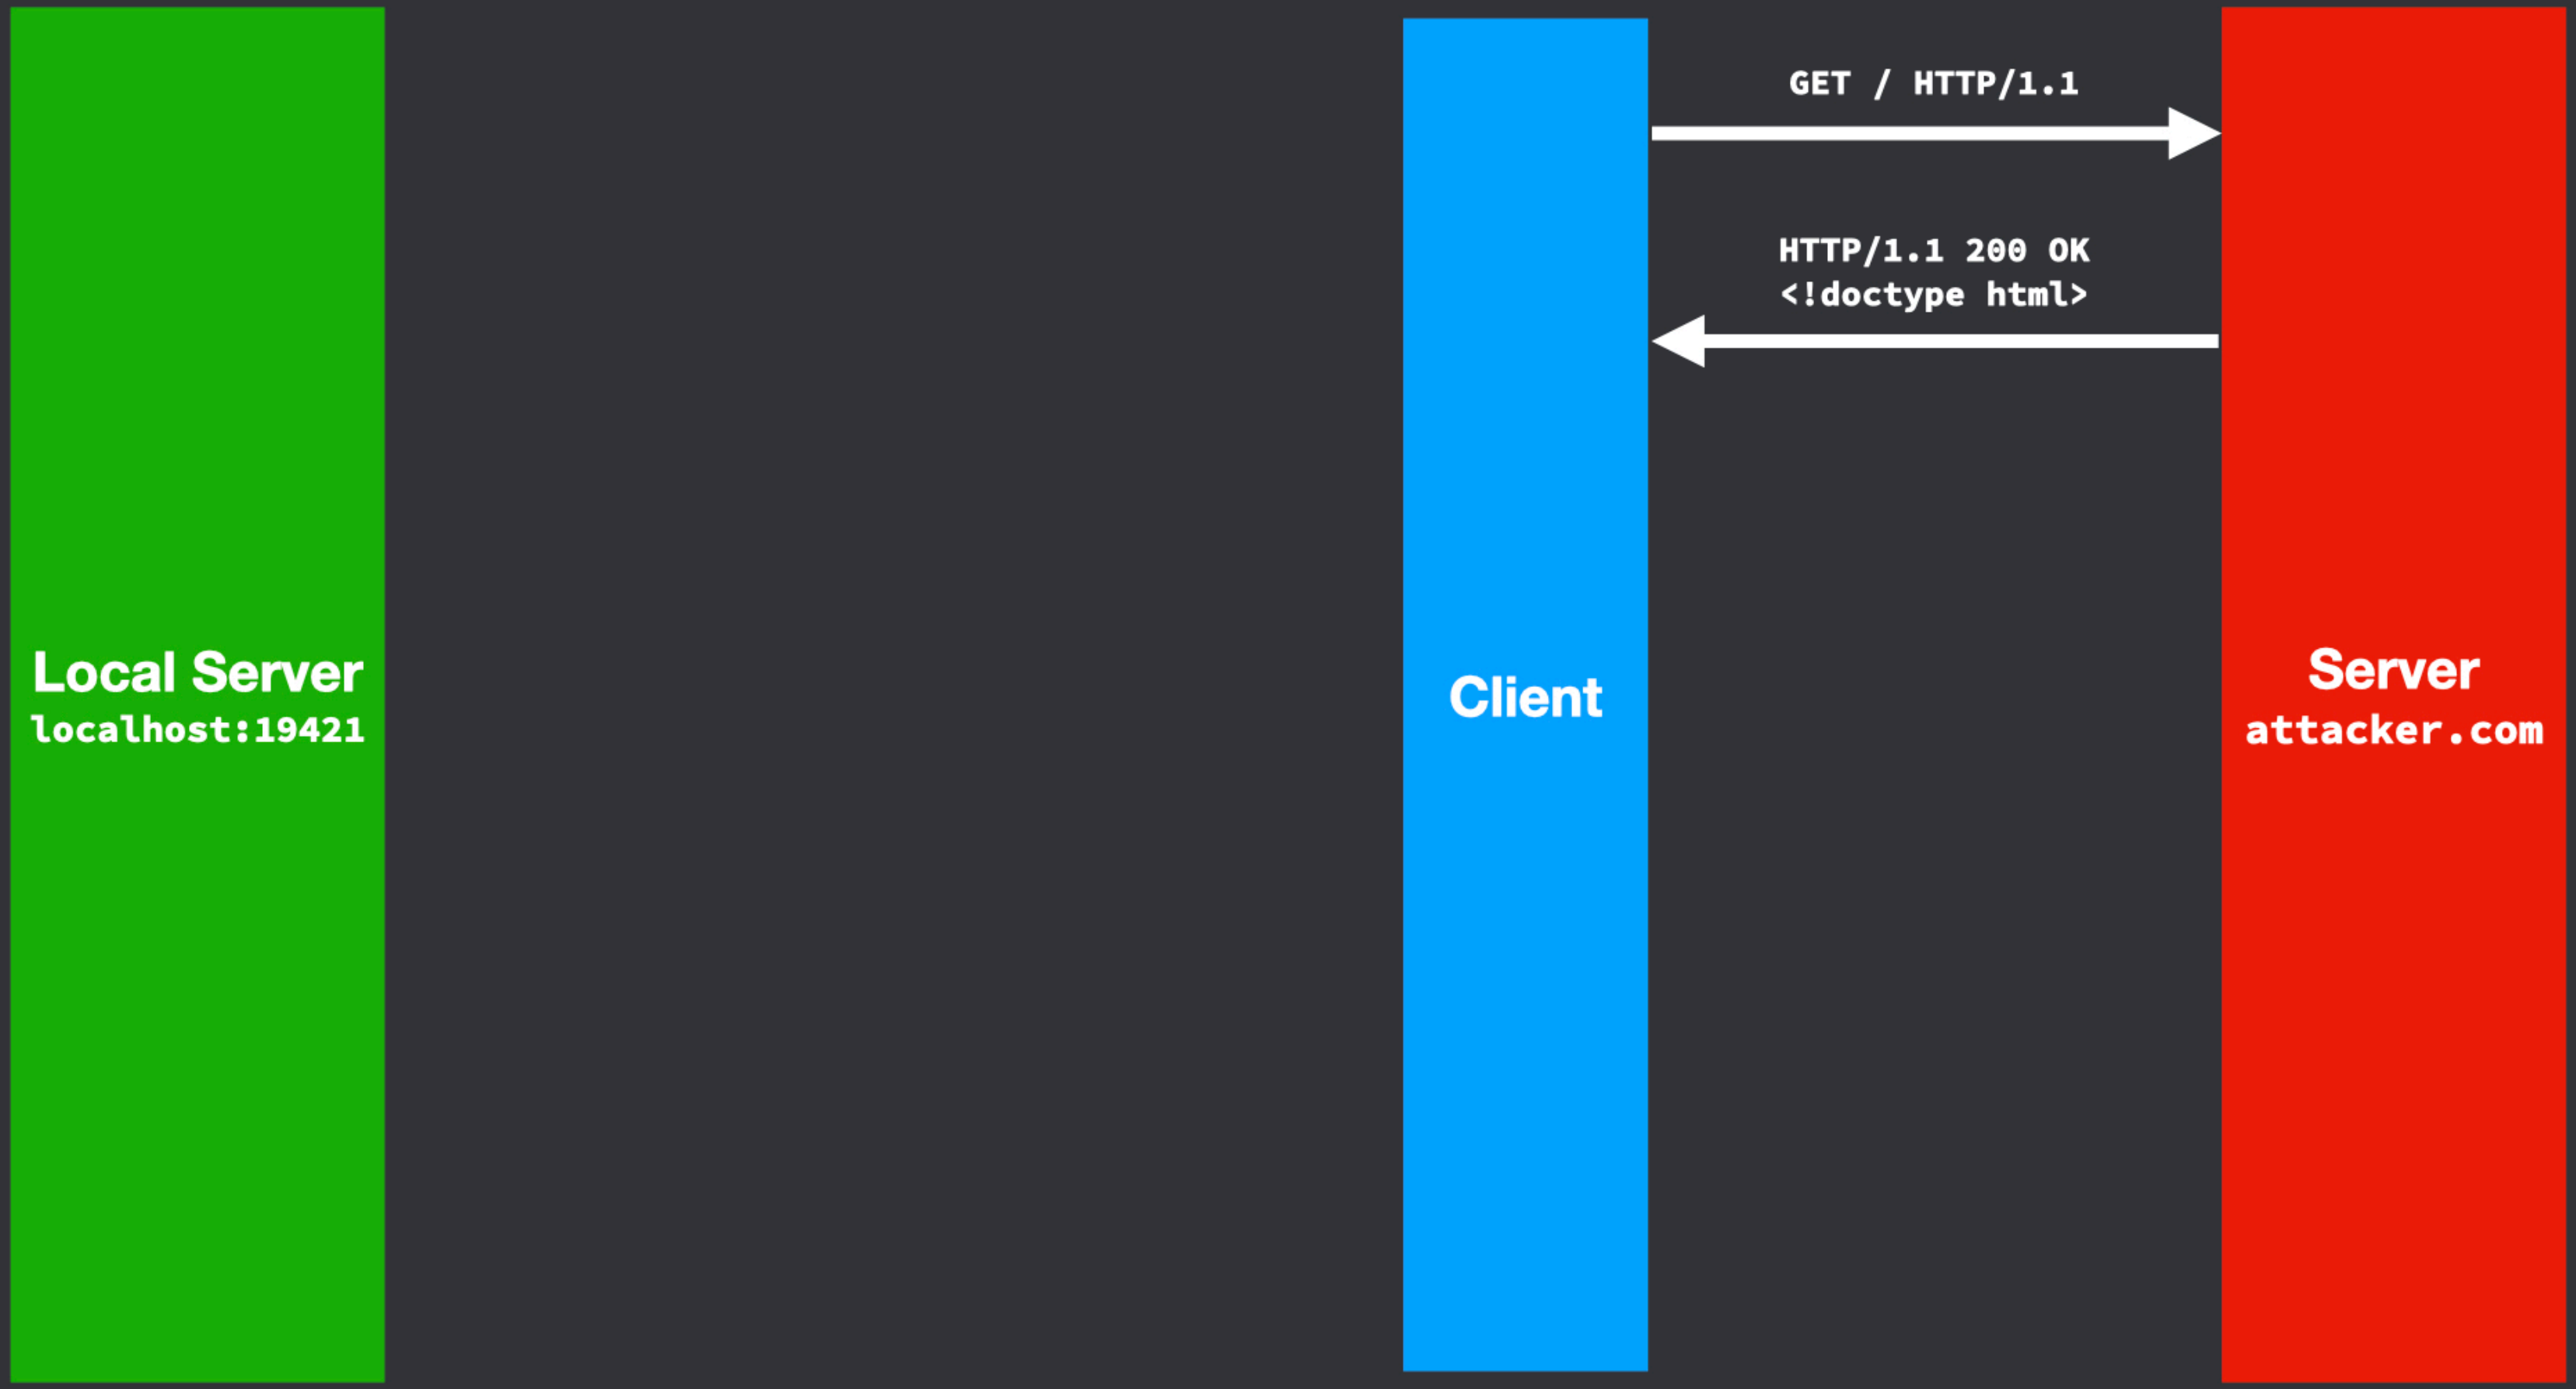 GET / HTTP/1.1
HTTP/1.1 200 OK
<!doctype html>
Local Server
localhost:19421
Client
Server
attacker.com